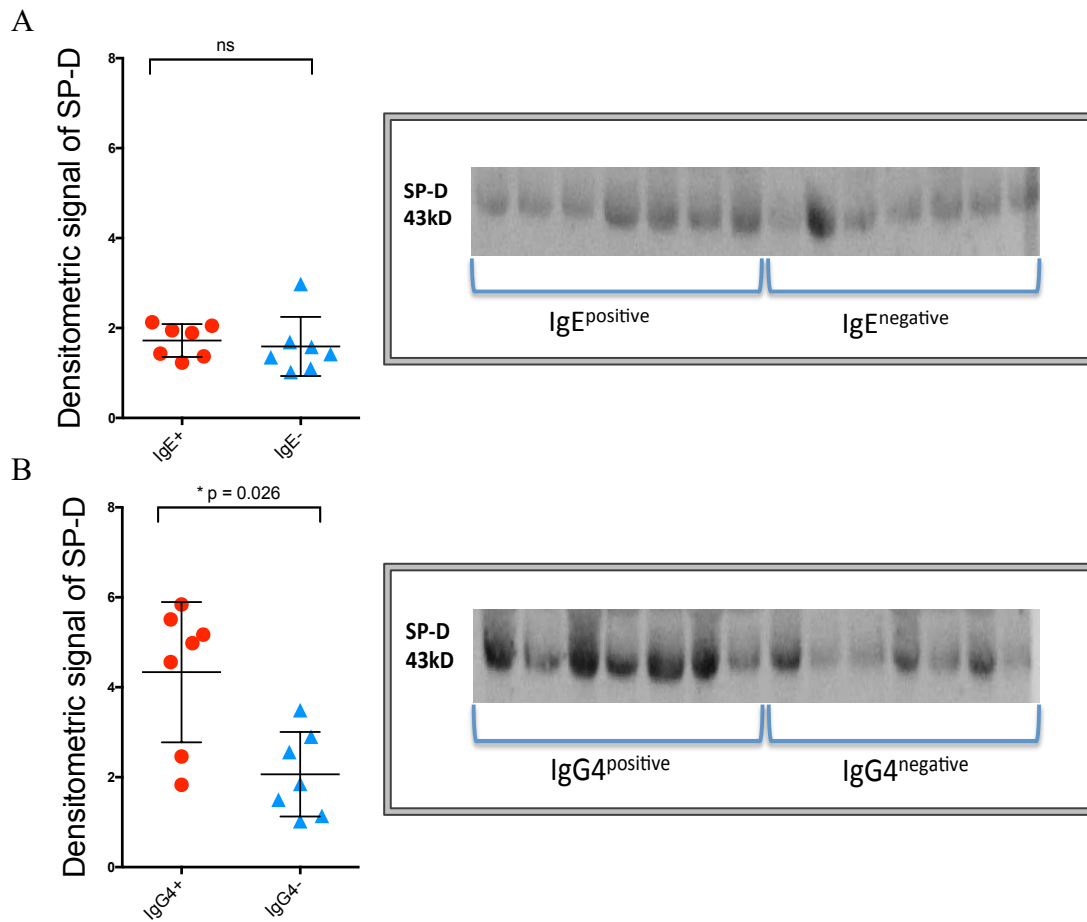 A
Densitometric signal of SP-D
8
6
4
2
0
ns
IgE+
IgE-
SP-D
43kD
IgEpositive
IgEnegative
B
Densitometric signal of SP-D
8
6
4
2
0
* p = 0.026
IgG4+
IgG4-
SP-D
43kD
IgG4positive
IgG4negative